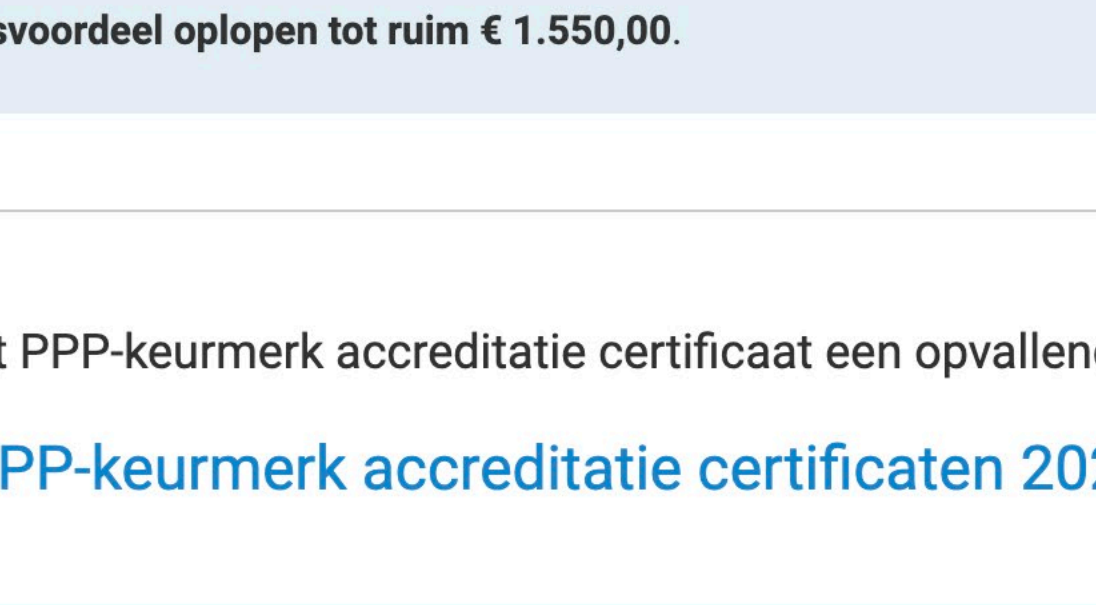 svoordeel oplopen tot ruim € 1.550,00.
t PPP-keurmerk accreditatie certificaat een opvallen
PP-keurmerk accreditatie certificaten 20